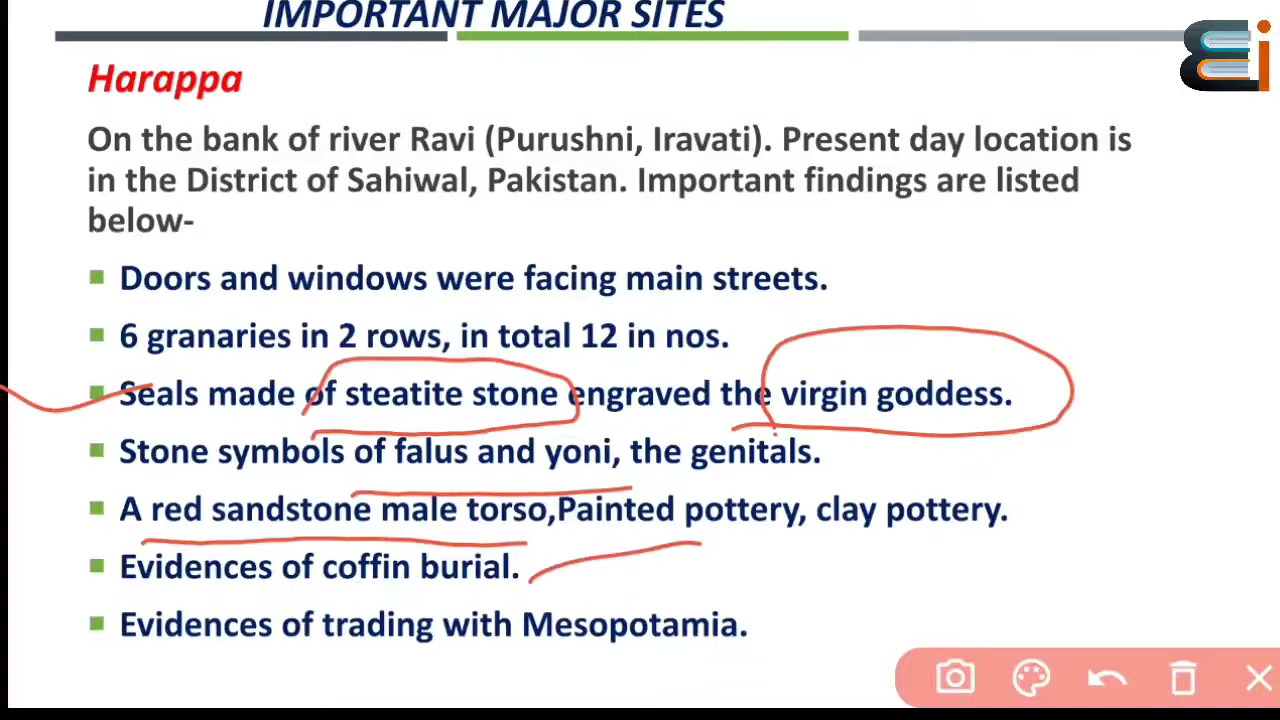 IMPORTANT MAJOR SITES
Harappa
On the bank of river Ravi (Purushni, Iravati). Present day location is
in the District of Sahiwal, Pakistan. Important findings are listed
below-
Doors and windows were facing main streets.
6 granaries in 2 rows, in total 12 in nos.
Seals made of steatite stone engraved the virgin goddess.
Stone symbols of falus and yoni, the genitals.
A red sandstone male torso,Painted pottery, clay pottery.
Evidences of coffin burial.
Evidences of trading with Mesopotamia.